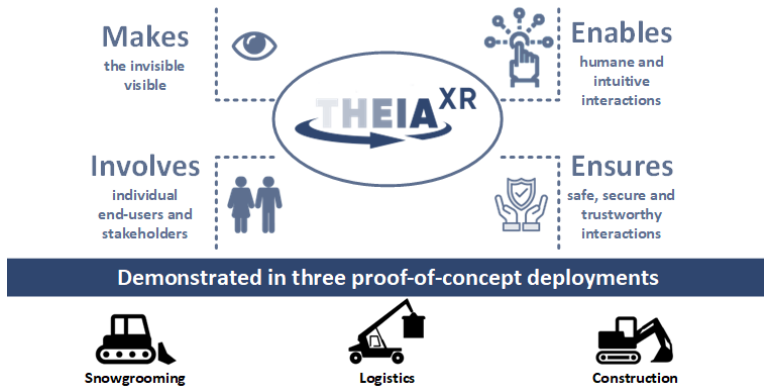 Makes
the invisible
visible
Enables
humane and
intuitive
interactions
THEIA XR
Involves
individual
end-users and
stakeholders
Ensures
safe, secure and
trustworthy
interactions
Demonstrated in three proof-of-concept deployments
Snowgrooming
Logistics
Construction